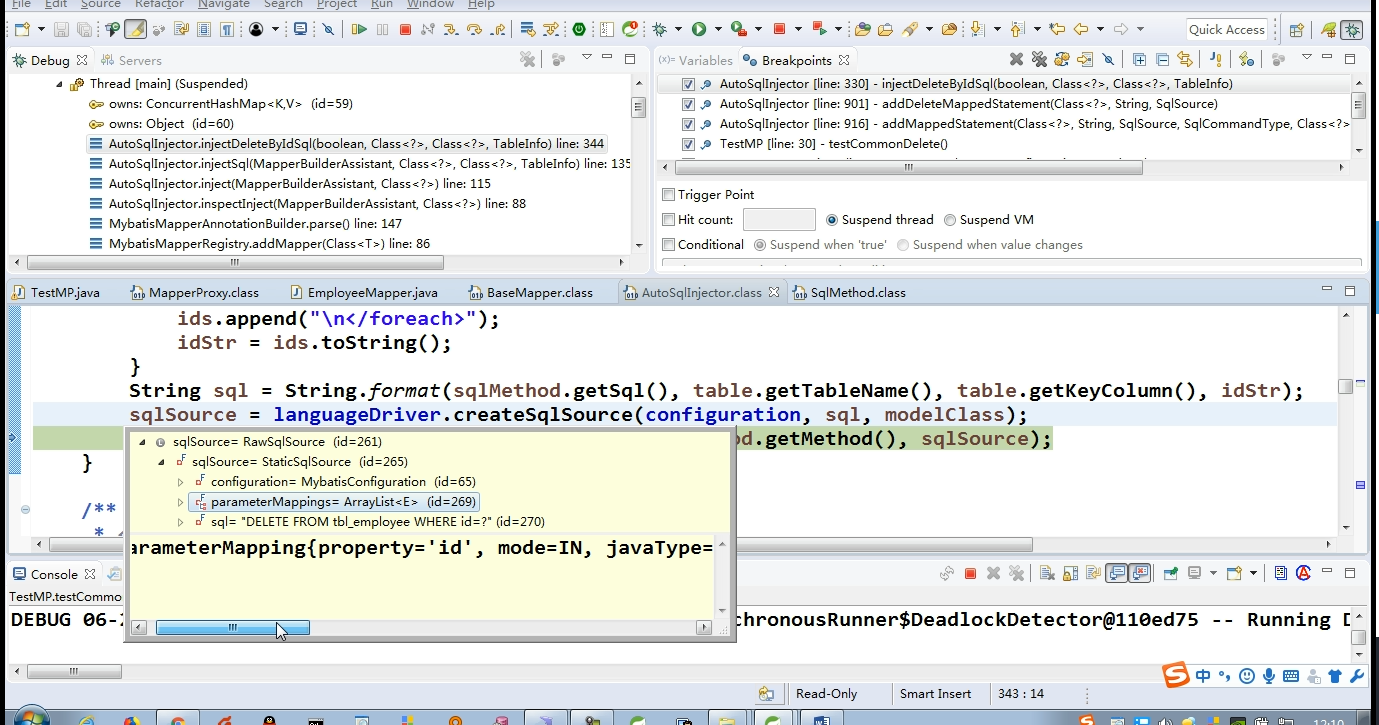 File Edit Source Refactor Navigate Search Project Run Window Help
Quick Access
Debug Servers
Thread [main] (Suspended)
owns: ConcurrentHashMap<K,V> (id=59)
owns: Object (id=60)
AutoSqlInjector.injectDeleteByIdSql(boolean, Class<?>, Class<?>, TableInfo) line: 344
AutoSqlInjector.injectSql(MapperBuilderAssistant, Class<?>, Class<?>, TableInfo) line: 135
AutoSqlInjector.inject(MapperBuilderAssistant, Class<?>) line: 115
AutoSqlInjector.inspectInject(MapperBuilderAssistant, Class<?>) line: 88
MybatisMapperAnnotationBuilder.parse() line: 147
MybatisMapperRegistry.addMapper(Class<T>) line: 86
(x)= Variables Breakpoints
AutoSqlInjector [line: 330] - injectDeleteByIdSql(boolean, Class<?>, Class<?>, TableInfo)
AutoSqlInjector [line: 901] - addDeleteMappedStatement(Class<?>, String, SqlSource)
AutoSqlInjector [line: 916] - addMappedStatement(Class<?>, String, SqlSource, SqlCommandType, Class<?>
TestMP [line: 30] - testCommonDelete()
Trigger Point
Hit count: Suspend thread Suspend VM
Conditional Suspend when 'true' Suspend when value changes
TestMP.java MapperProxy.class EmployeeMapper.java BaseMapper.class AutoSqlInjector.class SqlMethod.class
ids.append("\n</foreach>");
idStr = ids.toString();
}
String sql = String.format(sqlMethod.getSql(), table.getTableName(), table.getKeyColumn(), idStr);
sqlSource = languageDriver.createSqlSource(configuration, sql, modelClass);
od.getMethod(), sqlSource);
}
/**
*
sqlSource= RawSqlSource (id=261)
sqlSource= StaticSqlSource (id=265)
configuration= MybatisConfiguration (id=65)
parameterMappings= ArrayList<E> (id=269)
sql= "DELETE FROM tbl_employee WHERE id=?" (id=270)
arameterMapping{property='id', mode=IN, javaType=
Console
TestMP.testCommo
DEBUG 06-2 chronousRunner$DeadlockDetector@110ed75 -- Running D
中
Read-Only Smart Insert 343 : 14
12:10